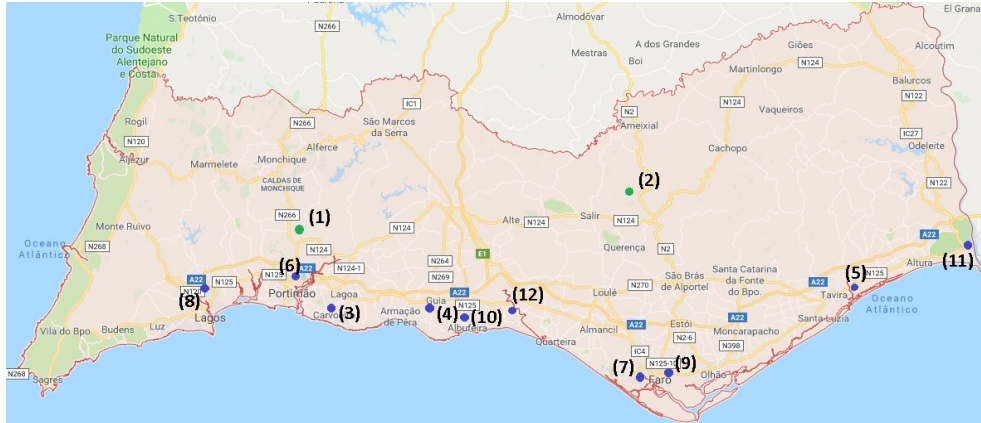 El Grana
S.Teotónio
N266
Almodôvar
Parque Natural
do Sudoeste
Alentejano
e Costa
A dos Grandes
Mestras
Boi
Giões
Alcoutim
N124
Martinlongo
Balurcos
N122
N2
N124
Vaqueiros
IC1
São Marcos
da Serra
Rogil
N266
Ameixial
IC27
N120
Alferce
Cachopo
Odeleite
Aljezur
Marmelete
Monchique
CALDAS DE
MONCHIQUE
(2)
N122
N266
(1)
N124
Alte
N124
Salir
N124
Monte Ruivo
Oceano
Atlântico
N268
N124
E1
Querença
N2
A22
Altura
(11)
(6)
A22
N124-1
N264
N269
São Brás
de Alportel
Santa Catarina
da Fonte
do Bpo.
(5)
N125
A22
N125
N125
Portimão
Lagoa
A22
Loulé
N270
A22
Tavira
Oceano
Atlântico
(8)
N120
Lagos
Carvo
(3)
Armação
de Pêra
Guia
(4)
N125
(10)
(12)
Albufeira
Santa Luzia
Vila do Bpo.
Budens
Luz
Quarteira
Almancil
A22
Estói
A22
Moncarapacho
N2-6
N398
IC4
N125-10
(7)
(9)
Faro
Olhão
N268
Sagres